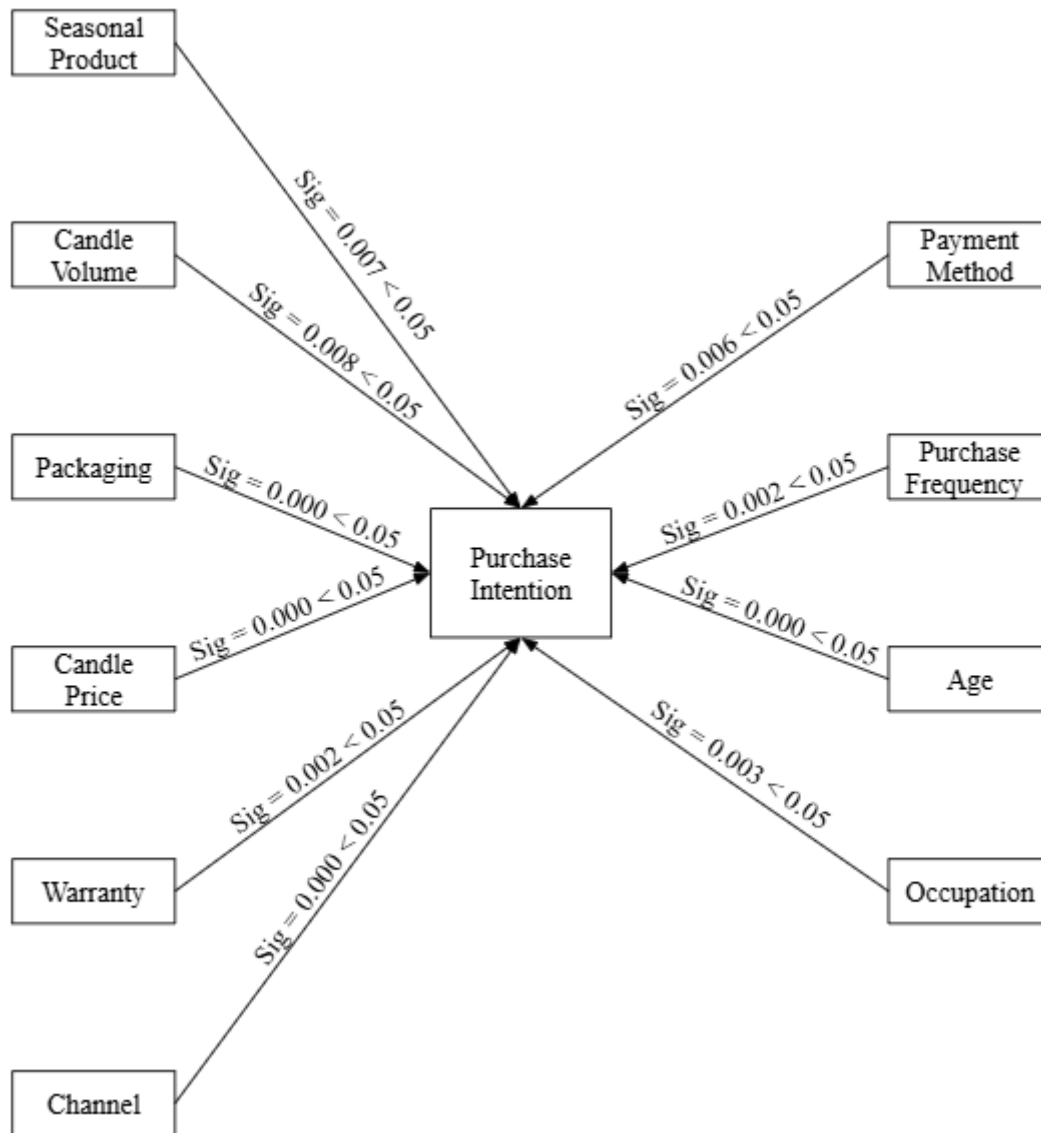 Seasonal
Product
Sig = 0.007 < 0.05
Candle
Volume
Sig = 0.008 < 0.05
Payment
Method
Sig = 0.006 < 0.05
Packaging
Sig = 0.000 < 0.05
Purchase
Frequency
Sig = 0.002 < 0.05
Purchase
Intention
Candle
Price
Sig = 0.000 < 0.05
Age
Sig = 0.000 < 0.05
Warranty
Sig = 0.002 < 0.05
Occupation
Sig = 0.003 < 0.05
Channel
Sig = 0.000 < 0.05